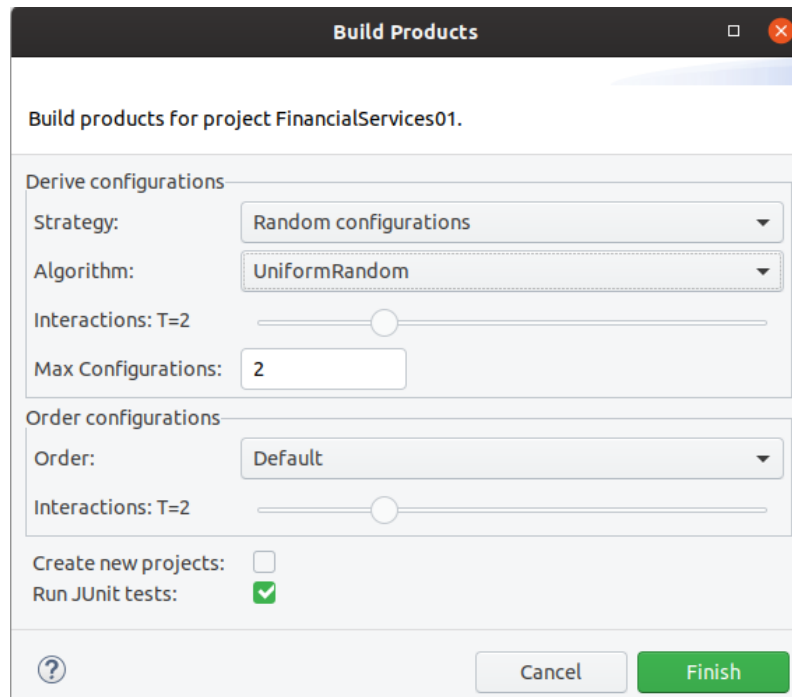 Build Products
Build products for project FinancialServices01.
Derive configurations
Strategy: Random configurations
Algorithm: UniformRandom
Interactions: T=2
Max Configurations: 2
Order configurations
Order: Default
Interactions: T=2
Create new projects:
Run JUnit tests:
? Cancel Finish